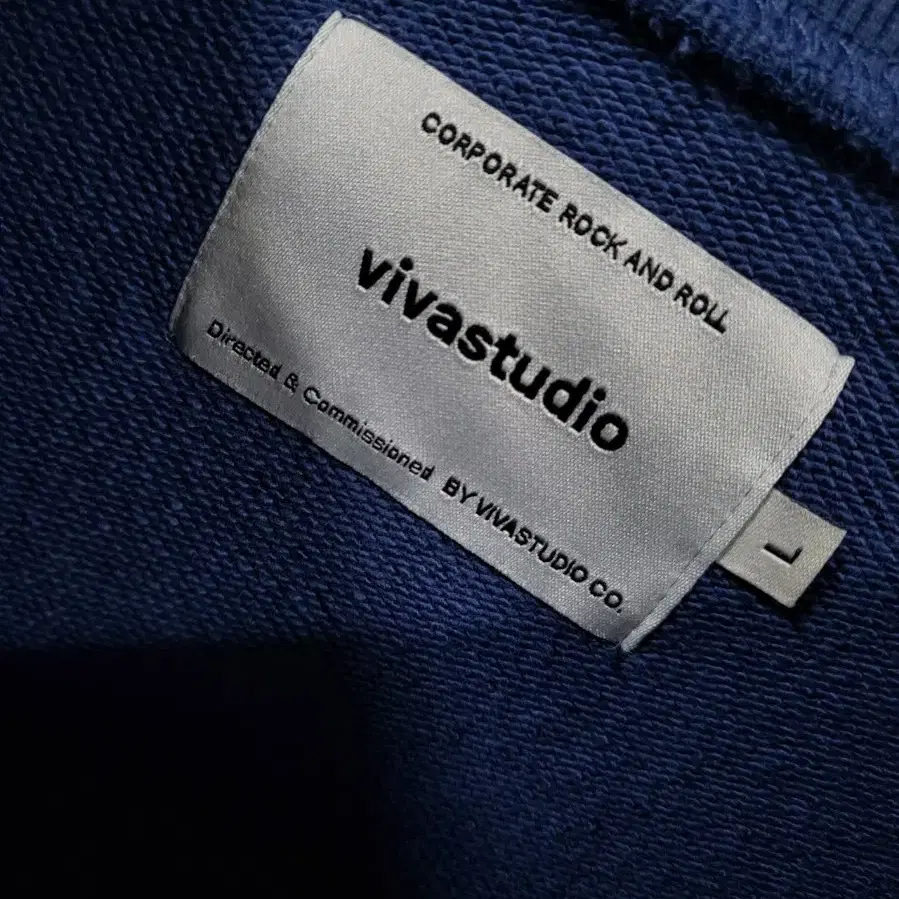 CORPORATE ROCK AND ROLL
vivastudio
Directed & Commissioned BY VIVASTUDIO CO.
L